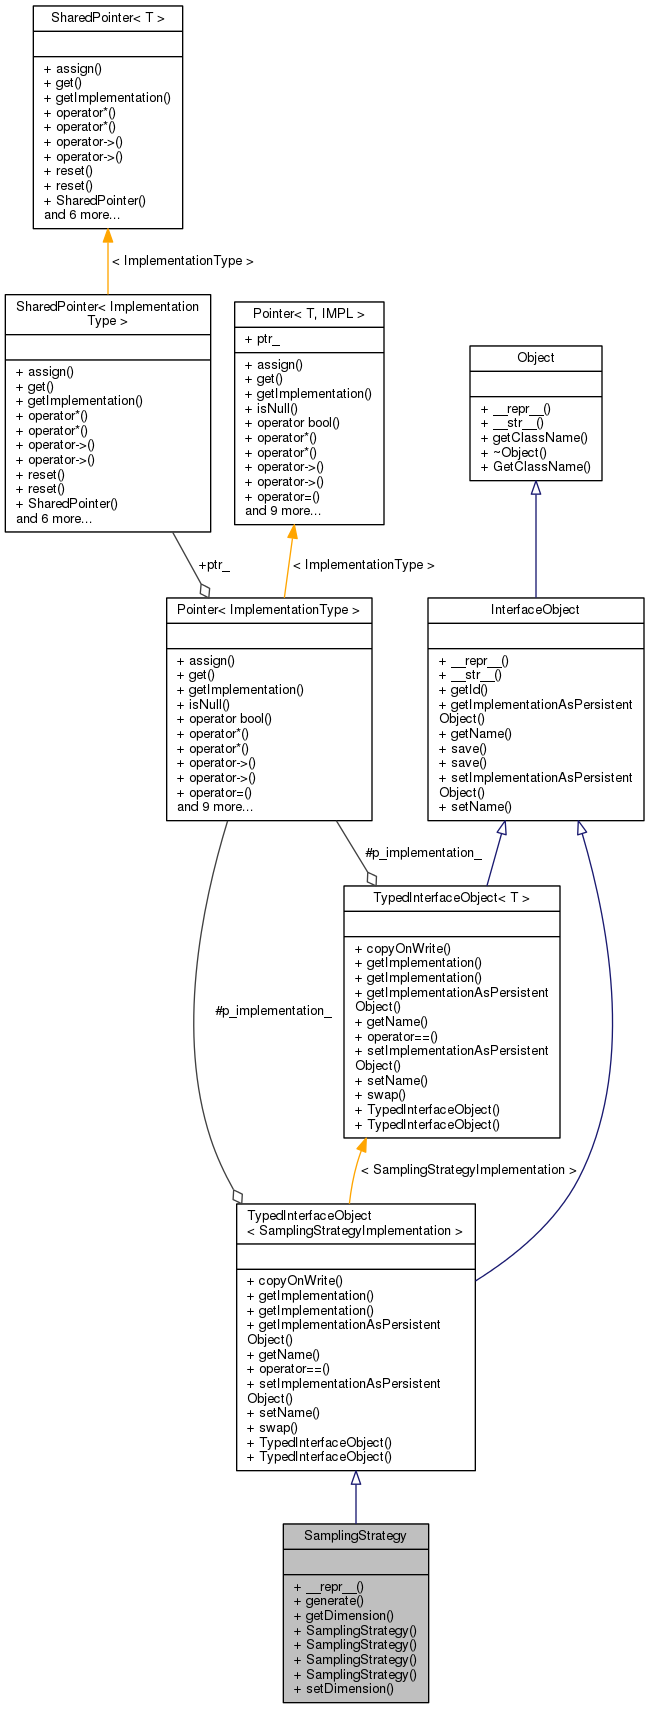 SharedPointer< T >
+ assign()
+ get()
+ getImplementation()
+ operator*()
+ operator*()
+ operator->()
+ operator->()
+ reset()
+ reset()
+ SharedPointer()
and 6 more...
< ImplementationType >
SharedPointer< Implementation
Type >
+ assign()
+ get()
+ getImplementation()
+ operator*()
+ operator*()
+ operator->()
+ operator->()
+ reset()
+ reset()
+ SharedPointer()
and 6 more...
Pointer< T, IMPL >
+ ptr_
+ assign()
+ get()
+ getImplementation()
+ isNull()
+ operator bool()
+ operator*()
+ operator*()
+ operator->()
+ operator->()
+ operator=()
and 9 more...
Object
+ __repr__()
+ __str__()
+ getClassName()
+ ~Object()
+ GetClassName()
+ptr_
< ImplementationType >
Pointer< ImplementationType >
+ assign()
+ get()
+ getImplementation()
+ isNull()
+ operator bool()
+ operator*()
+ operator*()
+ operator->()
+ operator->()
+ operator=()
and 9 more...
InterfaceObject
+ __repr__()
+ __str__()
+ getId()
+ getImplementationAsPersistent
Object()
+ getName()
+ save()
+ save()
+ setImplementationAsPersistent
Object()
+ setName()
#p_implementation_
TypedInterfaceObject< T >
+ copyOnWrite()
+ getImplementation()
+ getImplementation()
+ getImplementationAsPersistent
Object()
+ getName()
+ operator==()
+ setImplementationAsPersistent
Object()
+ setName()
+ swap()
+ TypedInterfaceObject()
+ TypedInterfaceObject()
#p_implementation_
< SamplingStrategyImplementation >
TypedInterfaceObject
< SamplingStrategyImplementation >
+ copyOnWrite()
+ getImplementation()
+ getImplementation()
+ getImplementationAsPersistent
Object()
+ getName()
+ operator==()
+ setImplementationAsPersistent
Object()
+ setName()
+ swap()
+ TypedInterfaceObject()
+ TypedInterfaceObject()
SamplingStrategy
+ __repr__()
+ generate()
+ getDimension()
+ SamplingStrategy()
+ SamplingStrategy()
+ SamplingStrategy()
+ SamplingStrategy()
+ setDimension()